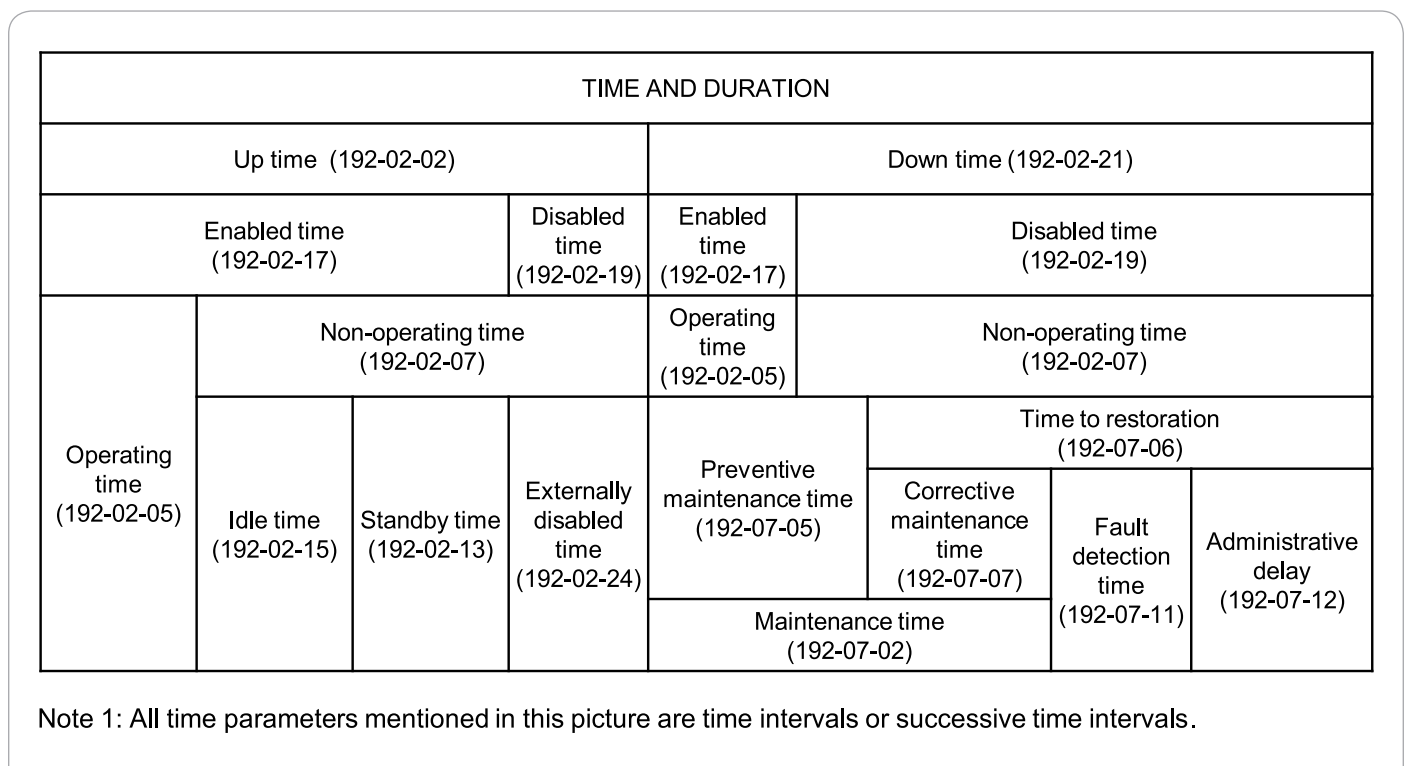 TIME AND DURATION
Up time (192-02-02)
Down time (192-02-21)
Enabled time
(192-02-17)
Disabled
time
(192-02-19)
Enabled
time
(192-02-17)
Disabled time
(192-02-19)
Operating
time
(192-02-05)
Non-operating time
(192-02-07)
Operating
time
(192-02-05)
Non-operating time
(192-02-07)
Idle time
(192-02-15)
Standby time
(192-02-13)
Externally
disabled
time
(192-02-24)
Preventive
maintenance time
(192-07-05)
Time to restoration
(192-07-06)
Corrective
maintenance
time
(192-07-07)
Fault
detection
time
(192-07-11)
Administrative
delay
(192-07-12)
Maintenance time
(192-07-02)
Note 1: All time parameters mentioned in this picture are time intervals or successive time intervals.